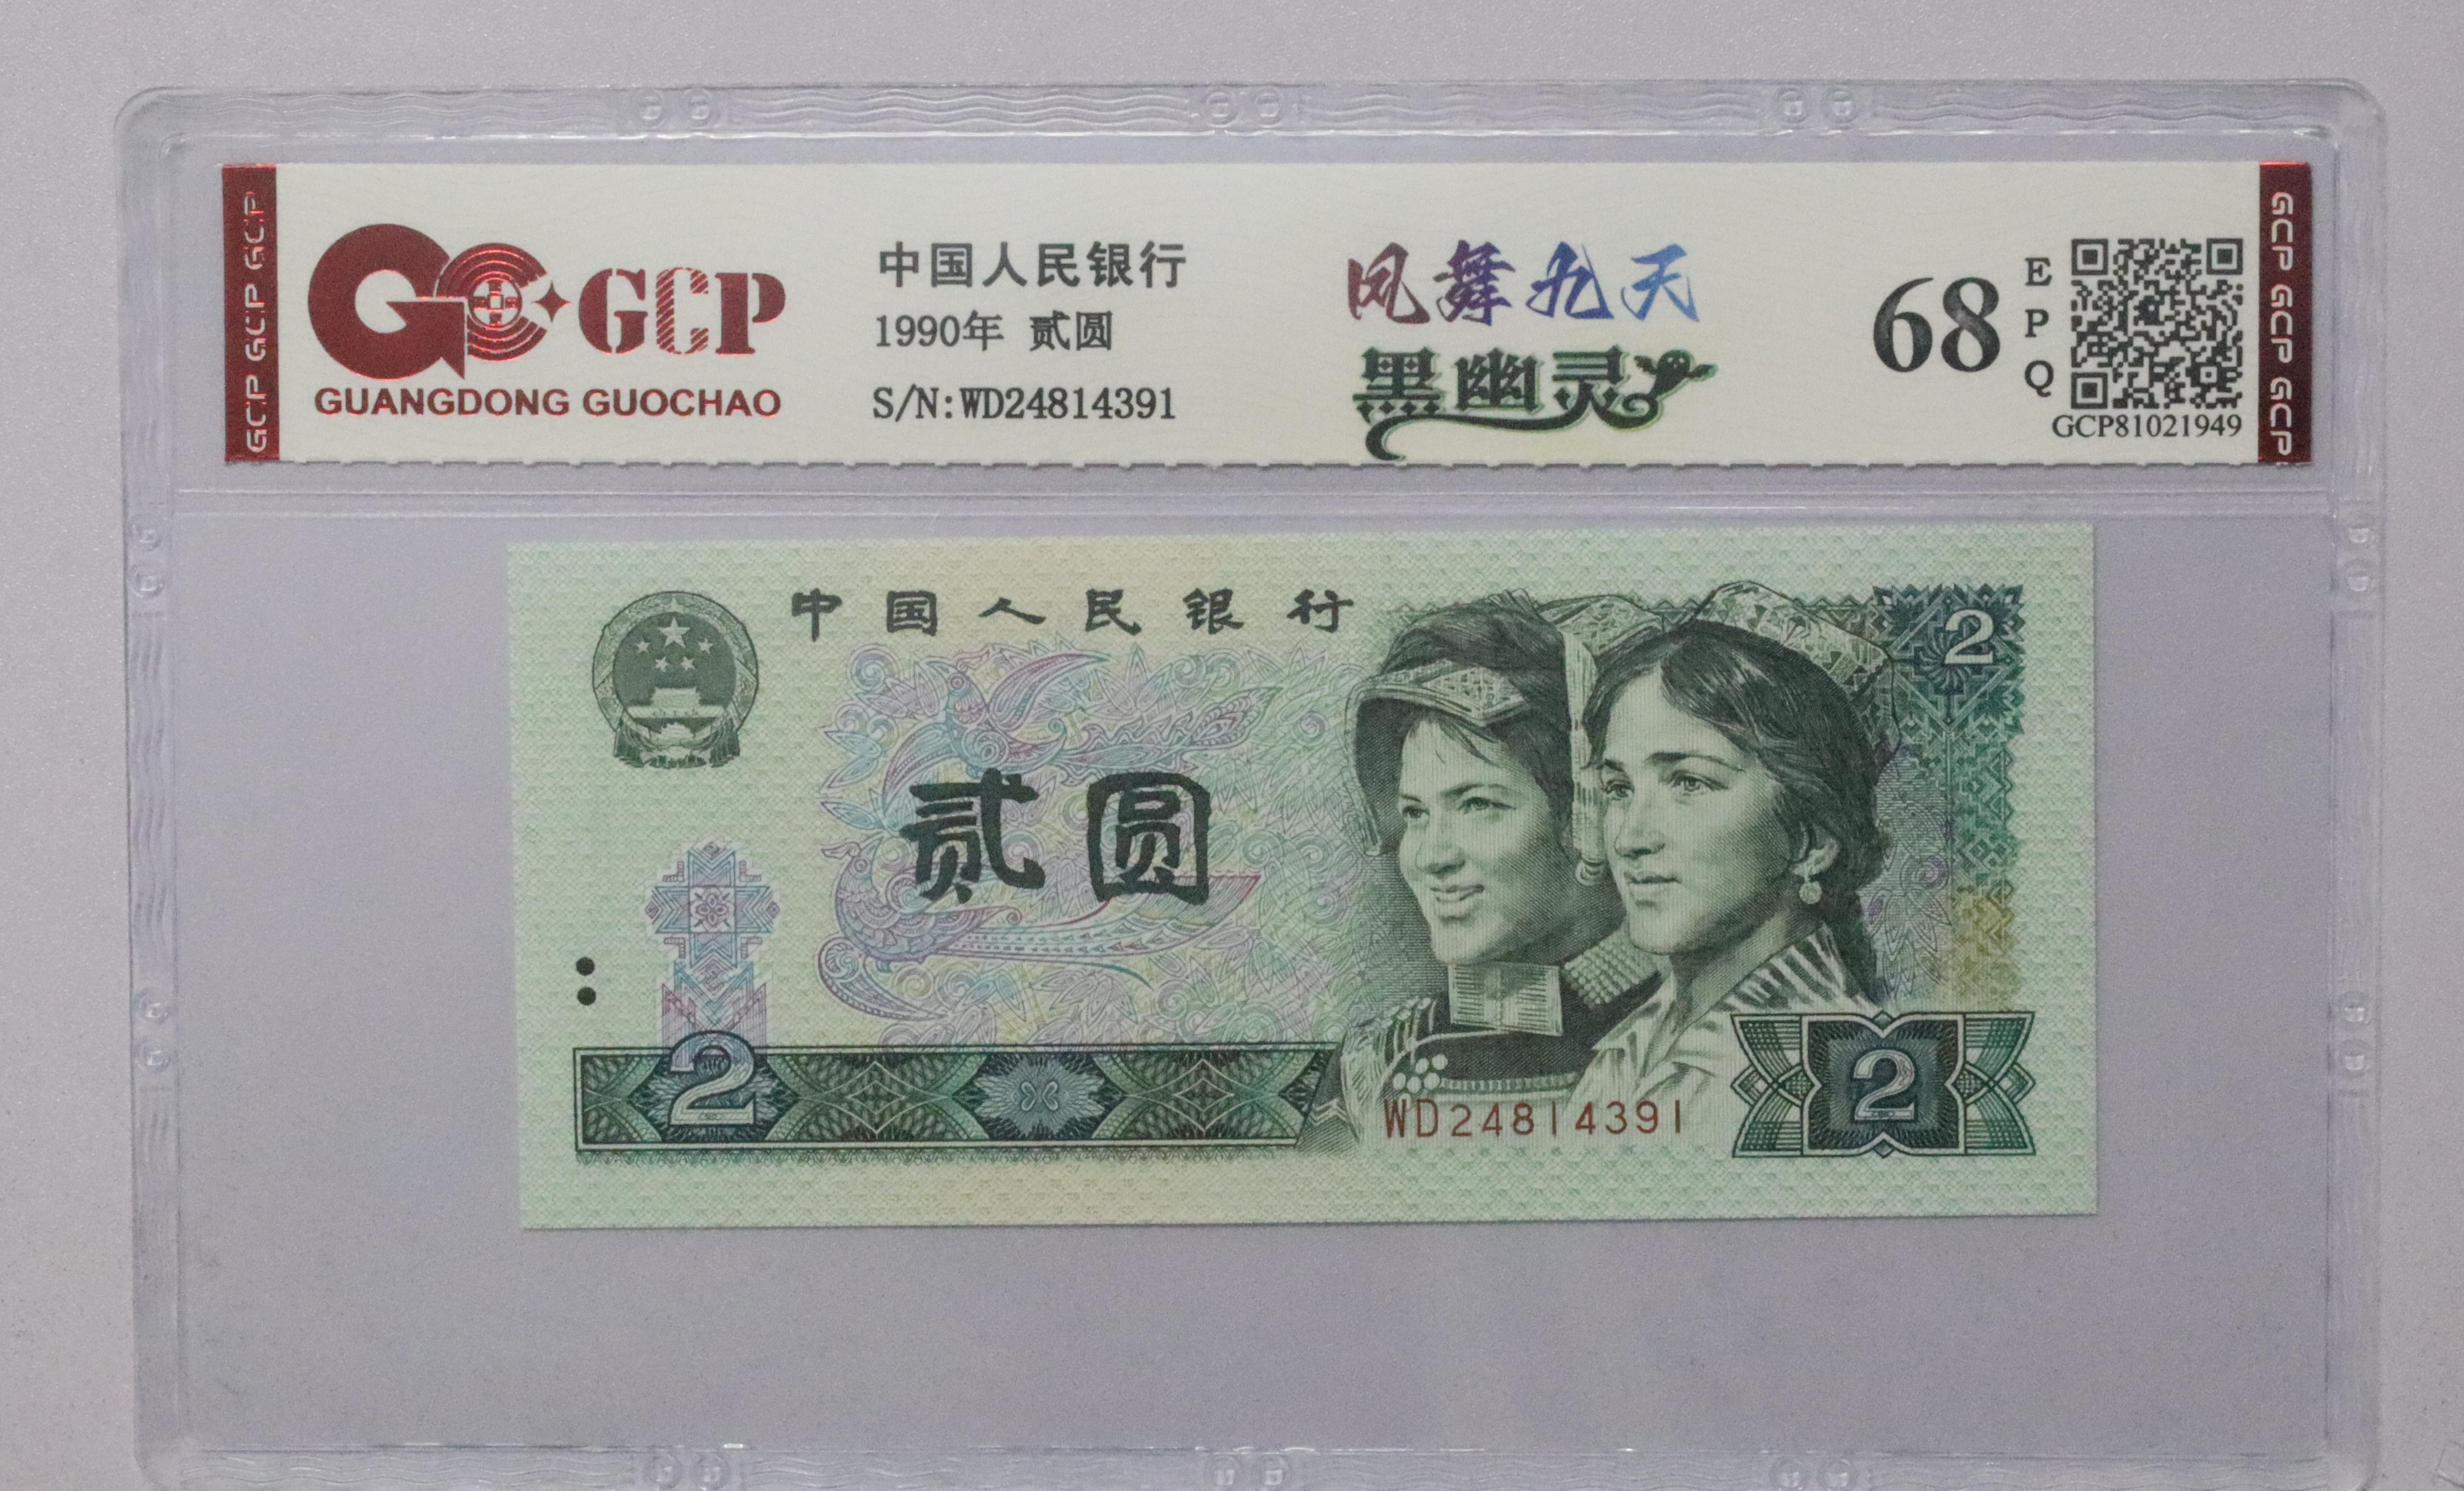 GCP GCP GCP
GCP
GUANGDONG GUOCHAO
中国人民银行
1990年 贰圆
S/N:WD24814391
凤舞九天
黑幽灵
68
EPQ
GCP81021949
GCP GCP GCP
中国人民银行
2
贰圆
2
WD24814391
2